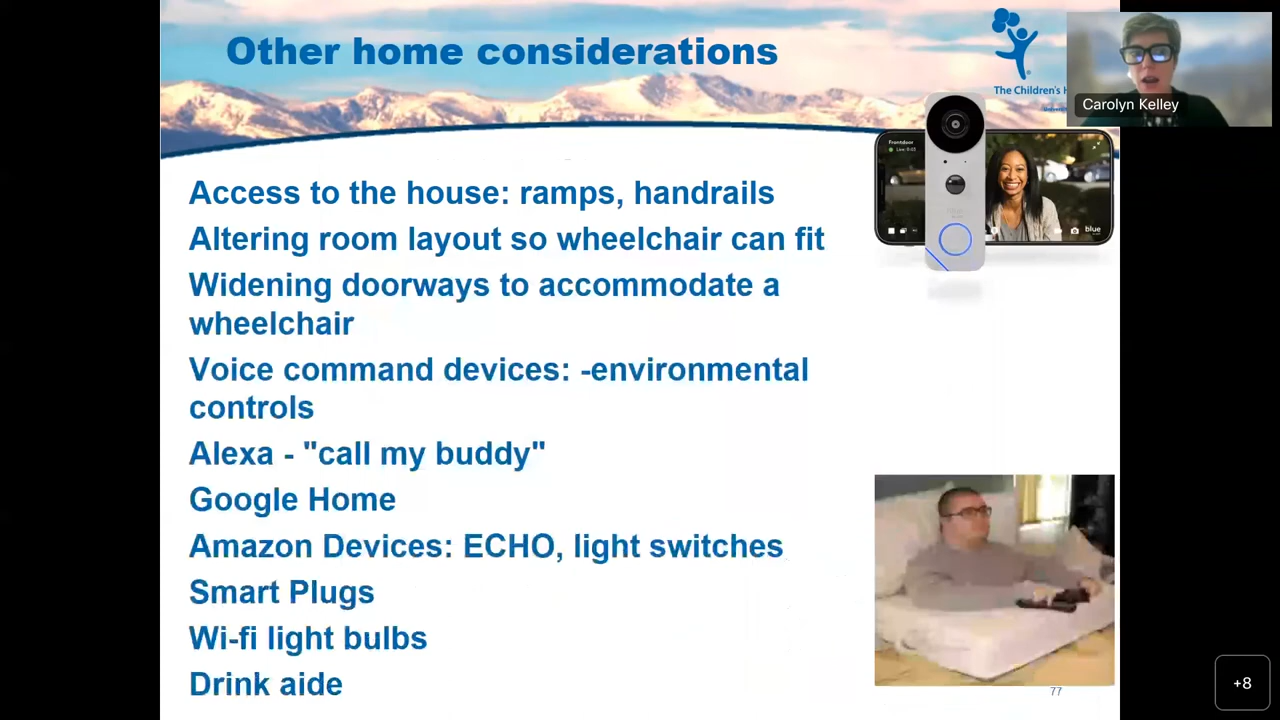 Other home considerations
The Children's H
Carolyn Kelley
Frontdoor
blue
Access to the house: ramps, handrails
Altering room layout so wheelchair can fit
Widening doorways to accommodate a
wheelchair
Voice command devices: -environmental
controls
Alexa - "call my buddy"
Google Home
Amazon Devices: ECHO, light switches
Smart Plugs
Wi-fi light bulbs
Drink aide
77
+8